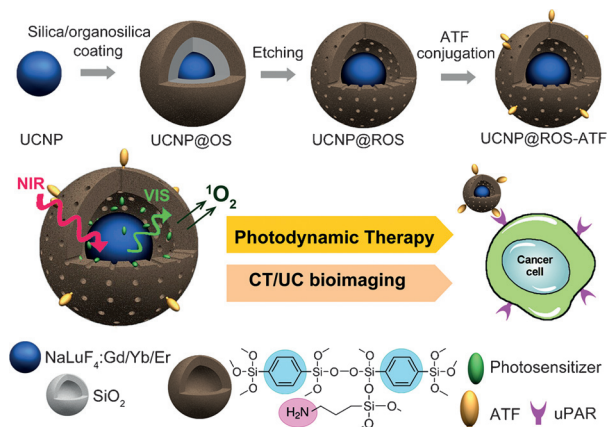 Silica/organosilica
coating
Etching
ATF
conjugation
UCNP
UCNP@OS
UCNP@ROS
UCNP@ROS-ATF
NIR
VIS
¹O₂
Photodynamic Therapy
CT/UC bioimaging
Cancer
cell
NaLuF₄:Gd/Yb/Er
SiO₂
O O O O
Si Si O O Si Si
O O O O
H₂N
Si O
O O
Photosensitizer
ATF
uPAR